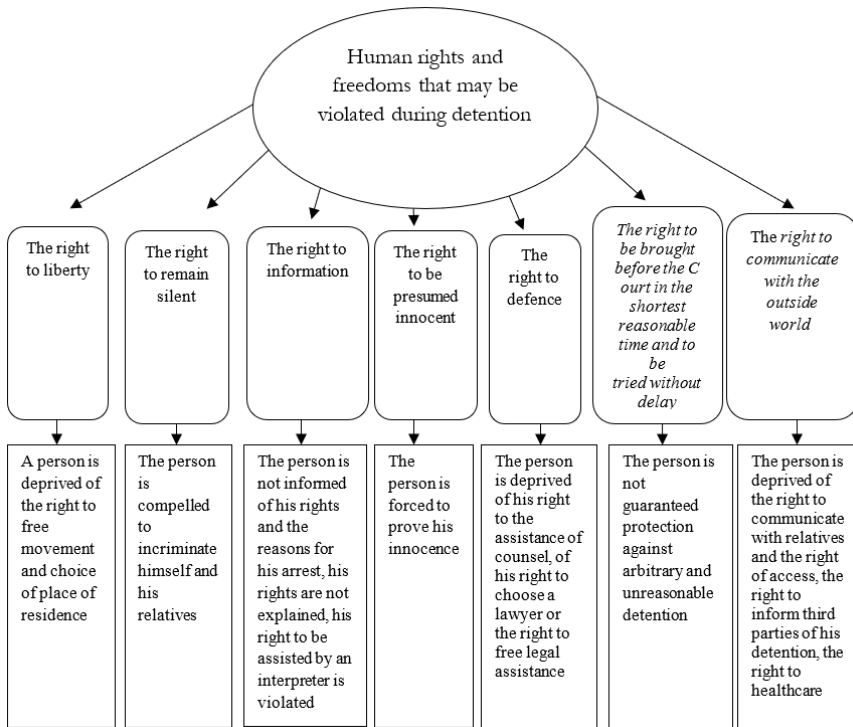 Human rights and
freedoms that may be
violated during detention
The right
to liberty
The right
to remain
silent
The right to
information
The right
to be
presumed
innocent
The
right to
defence
The right to
be brought
before the C
ourt in the
shortest
reasonable
time and to
be
tried without
delay
The right to
communicate
with the
outside
world
A person is
deprived of
the right to
free
movement
and choice
of place of
residence
The person
is
compelled
to
incriminate
himself and
his
relatives
The person is
not informed
of his rights
and the
reasons for
his arrest, his
rights are not
explained, his
right to be
assisted by an
interpreter is
violated
The
person is
forced to
prove his
innocence
The person
is deprived
of his right
to the
assistance of
counsel, of
his right to
choose a
lawyer or
the right to
free legal
assistance
The person is
not
guaranteed
protection
against
arbitrary and
unreasonable
detention
The person is
deprived of
the right to
communicate
with relatives
and the right
of access, the
right to
inform third
parties of his
detention, the
right to
healthcare